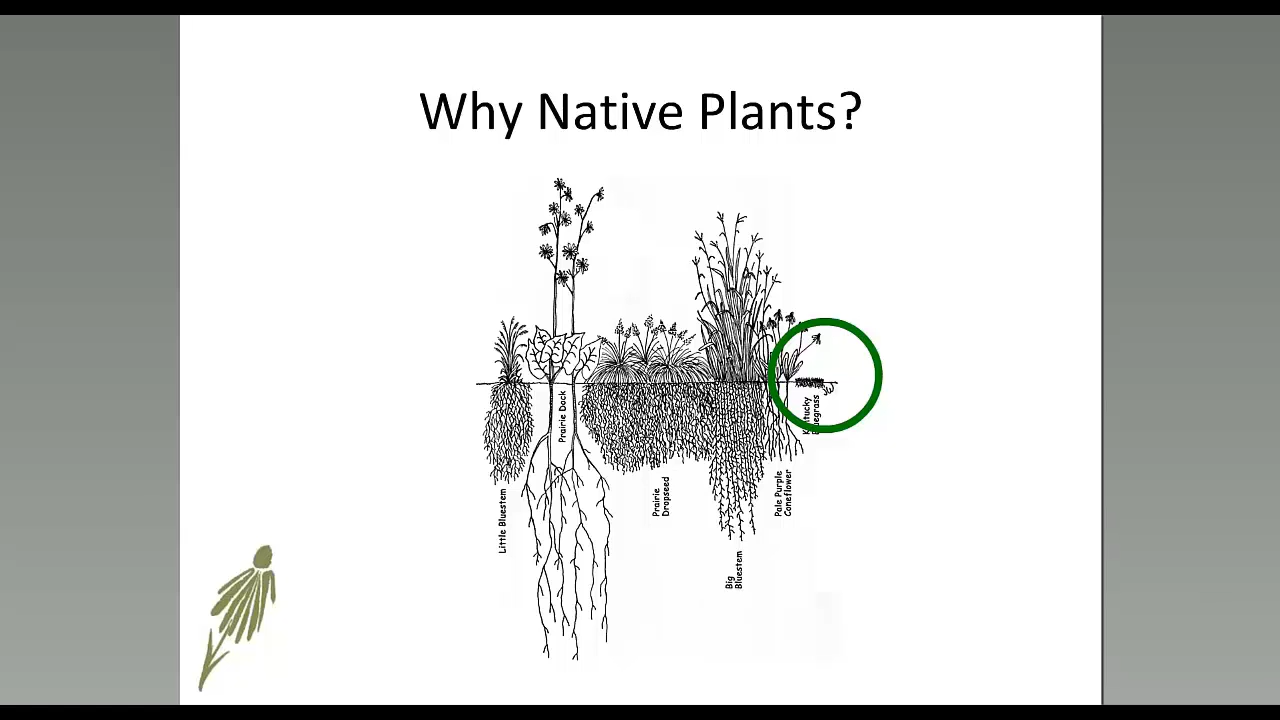 Why Native Plants?
Little Bluestem
Prairie Dock
Prairie
Dropseed
Big
Bluestem
Pale Purple
Coneflower
Kentucky
Bluegrass